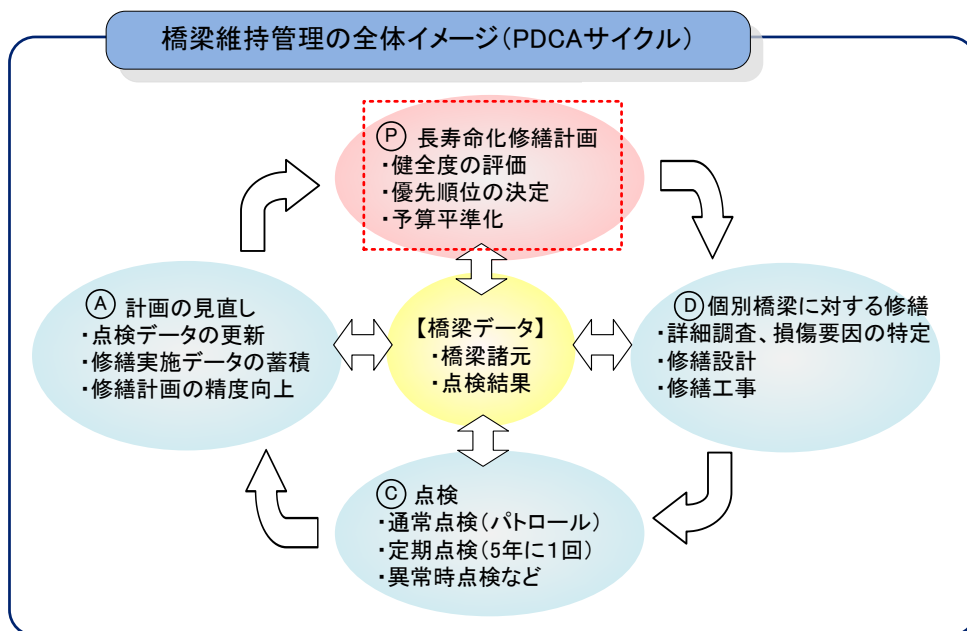 橋梁維持管理の全体イメージ(PDCAサイクル)
Ⓟ 長寿命化修繕計画
・健全度の評価
・優先順位の決定
・予算平準化
Ⓐ 計画の見直し
・点検データの更新
・修繕実施データの蓄積
・修繕計画の精度向上
【橋梁データ】
・橋梁諸元
・点検結果
Ⓓ 個別橋梁に対する修繕
・詳細調査、損傷要因の特定
・修繕設計
・修繕工事
Ⓒ 点検
・通常点検(パトロール)
・定期点検(5年に1回)
・異常時点検など